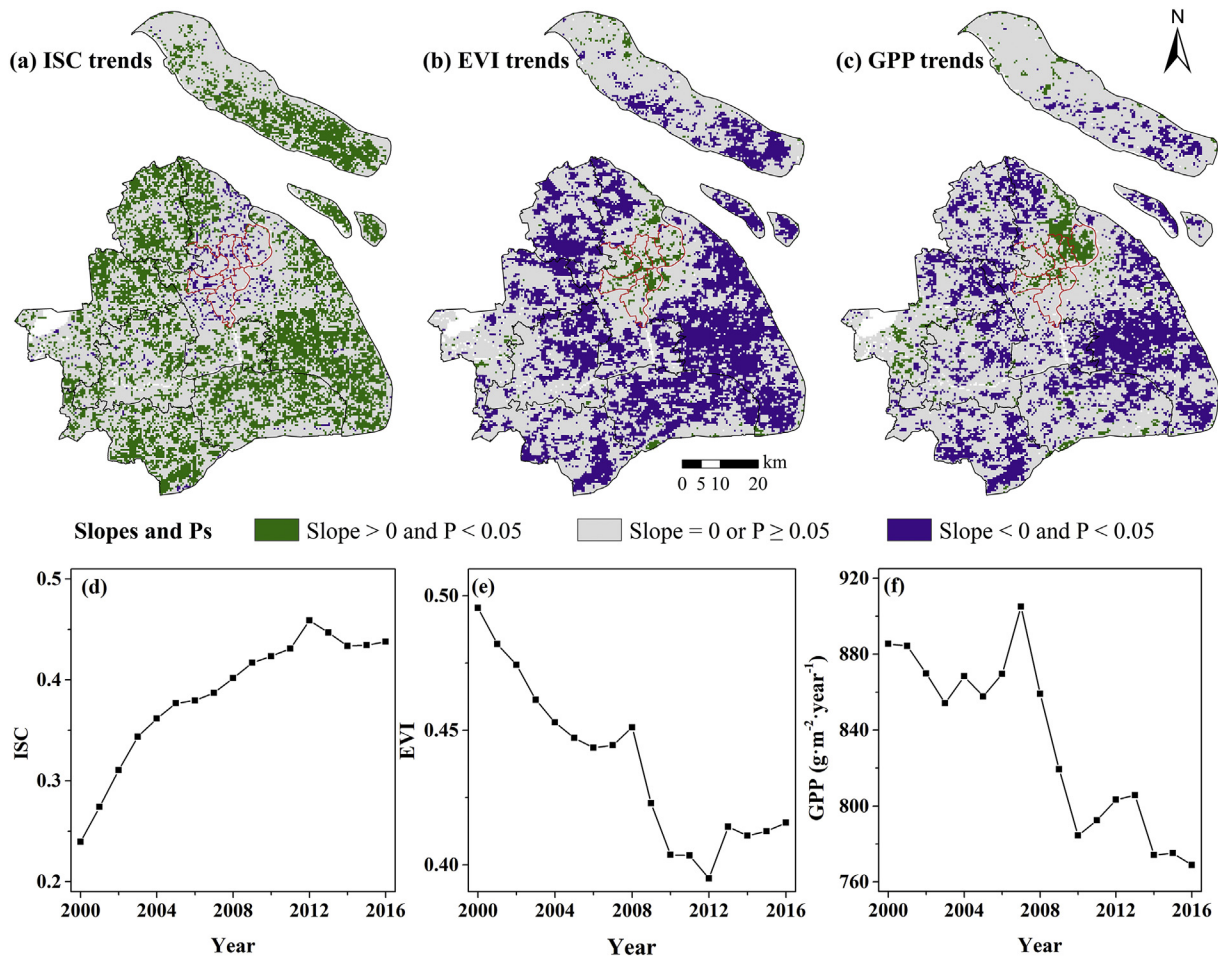 N
(a) ISC trends
(b) EVI trends
(c) GPP trends
km
0 5 10 20
Slopes and Ps
Slope > 0 and P < 0.05
Slope = 0 or P ≥ 0.05
Slope < 0 and P < 0.05
(d)
0.5
0.4
0.3
0.2
ISC
2000 2004 2008 2012 2016
Year
(e)
0.50
0.45
0.40
EVI
2000 2004 2008 2012 2016
Year
(f)
920
880
840
800
760
GPP (g·m⁻²·year⁻¹)
2000 2004 2008 2012 2016
Year